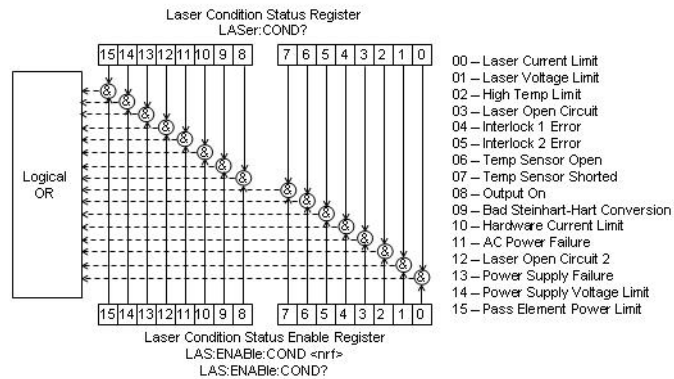 Laser Condition Status Register
LASer:COND?
15 14 13 12 11 10 9 8 7 6 5 4 3 2 1 0
& & & & & & & & & & & & & & & &
Logical
OR
15 14 13 12 11 10 9 8 7 6 5 4 3 2 1 0
Laser Condition Status Enable Register
LAS:ENABle:COND <nrf>
LAS:ENABle:COND?
00 – Laser Current Limit
01 – Laser Voltage Limit
02 – High Temp Limit
03 – Laser Open Circuit
04 – Interlock 1 Error
05 – Interlock 2 Error
06 – Temp Sensor Open
07 – Temp Sensor Shorted
08 – Output On
09 – Bad Steinhart-Hart Conversion
10 – Hardware Current Limit
11 – AC Power Failure
12 – Laser Open Circuit 2
13 – Power Supply Failure
14 – Power Supply Voltage Limit
15 – Pass Element Power Limit